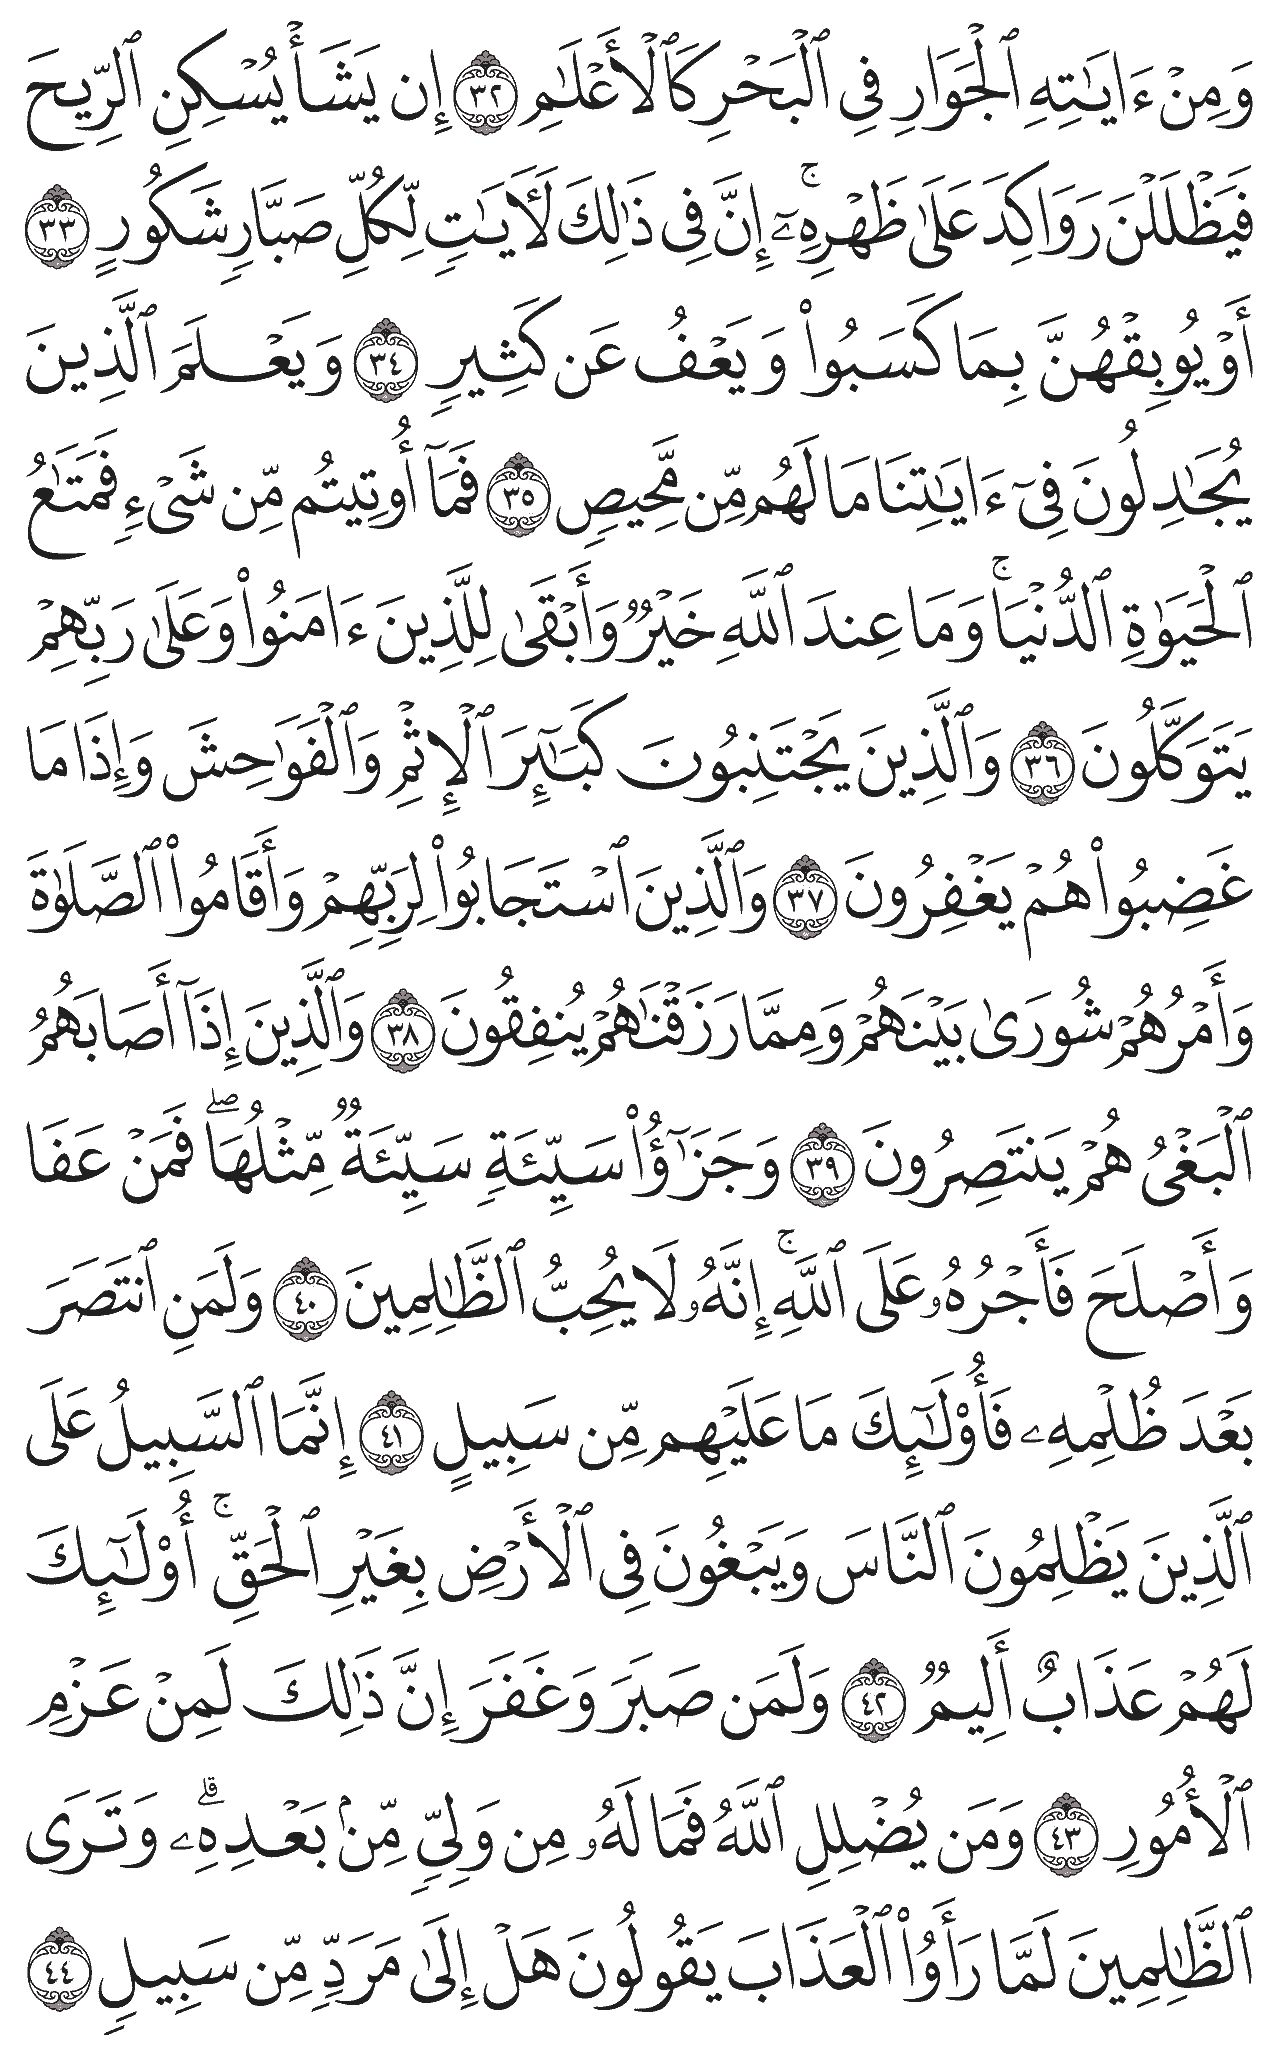 وَمِنۡ ءَايَٰتِهِ ٱلۡجَوَارِ فِي ٱلۡبَحۡرِ كَٱلۡأَعۡلَٰمِ ٣٢ إِن يَشَأۡ يُسۡكِنِ ٱلرِّيحَ
فَيَظۡلَلۡنَ رَوَاكِدَ عَلَىٰ ظَهۡرِهِۦٓۚ إِنَّ فِي ذَٰلِكَ لَأٓيَٰتٖ لِّكُلِّ صَبَّارٖ شَكُورٍ ٣٣
أَوۡ يُوبِقۡهُنَّ بِمَا كَسَبُواْ وَيَعۡفُ عَن كَثِيرٖ ٣٤ وَيَعۡلَمَ ٱلَّذِينَ
يُجَٰدِلُونَ فِيٓ ءَايَٰتِنَا مَا لَهُم مِّن مَّحِيصٖ ٣٥ فَمَآ أُوتِيتُم مِّن شَيۡءٖ فَمَتَٰعُ
ٱلۡحَيَوٰةِ ٱلدُّنۡيَاۚ وَمَا عِندَ ٱللَّهِ خَيۡرٞ وَأَبۡقَىٰ لِلَّذِينَ ءَامَنُواْ وَعَلَىٰ رَبِّهِمۡ
يَتَوَكَّلُونَ ٣٦ وَٱلَّذِينَ يَجۡتَنِبُونَ كَبَٰٓئِرَ ٱلۡإِثۡمِ وَٱلۡفَوَٰحِشَ وَإِذَا مَا
غَضِبُواْ هُمۡ يَغۡفِرُونَ ٣٧ وَٱلَّذِينَ ٱسۡتَجَابُواْ لِرَبِّهِمۡ وَأَقَامُواْ ٱلصَّلَوٰةَ
وَأَمۡرُهُمۡ شُورَىٰ بَيۡنَهُمۡ وَمِمَّا رَزَقۡنَٰهُمۡ يُنفِقُونَ ٣٨ وَٱلَّذِينَ إِذَآ أَصَابَهُمُ
ٱلۡبَغۡيُ هُمۡ يَنتَصِرُونَ ٣٩ وَجَزَٰٓؤُاْ سَيِّئَةٖ سَيِّئَةٞ مِّثۡلُهَاۖ فَمَنۡ عَفَا
وَأَصۡلَحَ فَأَجۡرُهُۥ عَلَى ٱللَّهِۚ إِنَّهُۥ لَا يُحِبُّ ٱلظَّٰلِمِينَ ٤٠ وَلَمَنِ ٱنتَصَرَ
بَعۡدَ ظُلۡمِهِۦ فَأُوْلَٰٓئِكَ مَا عَلَيۡهِم مِّن سَبِيلٍ ٤١ إِنَّمَا ٱلسَّبِيلُ عَلَى
ٱلَّذِينَ يَظۡلِمُونَ ٱلنَّاسَ وَيَبۡغُونَ فِي ٱلۡأَرۡضِ بِغَيۡرِ ٱلۡحَقِّۚ أُوْلَٰٓئِكَ
لَهُمۡ عَذَابٌ أَلِيمٞ ٤٢ وَلَمَن صَبَرَ وَغَفَرَ إِنَّ ذَٰلِكَ لَمِنۡ عَزۡمِ
ٱلۡأُمُورِ ٤٣ وَمَن يُضۡلِلِ ٱللَّهُ فَمَا لَهُۥ مِن وَلِيّٖ مِّنۢ بَعۡدِهِۦۗ وَتَرَى
ٱلظَّٰلِمِينَ لَمَّا رَأَوُاْ ٱلۡعَذَابَ يَقُولُونَ هَلۡ إِلَىٰ مَرَدّٖ مِّن سَبِيلٖ ٤٤